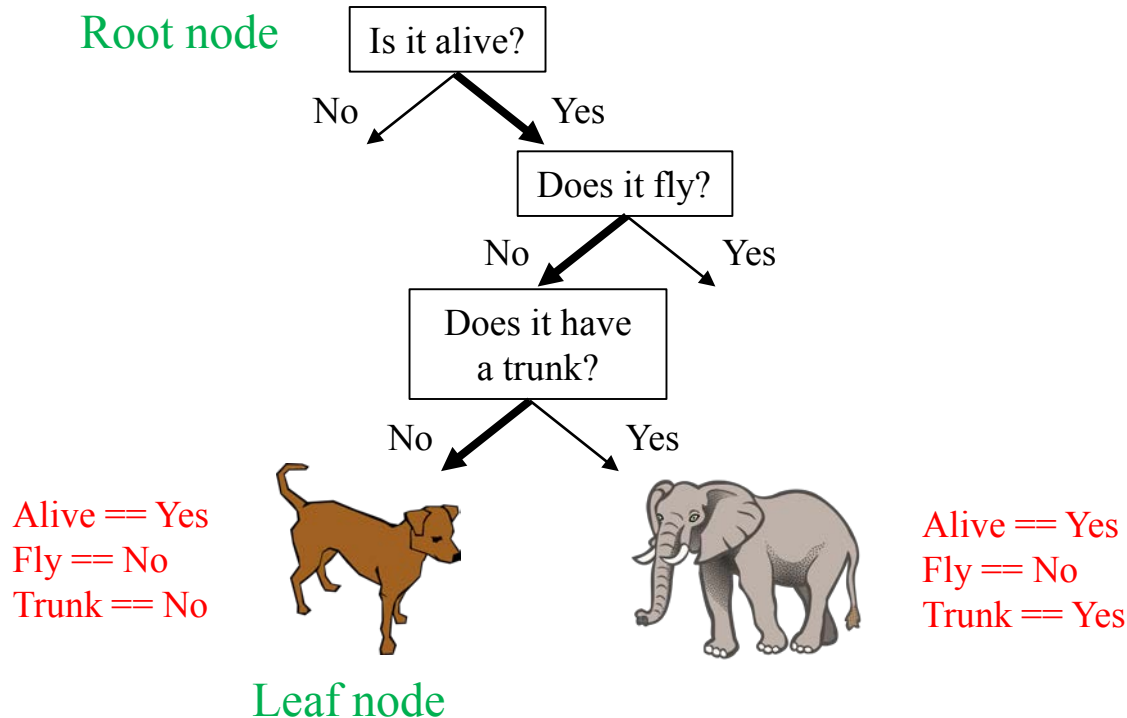 Root node
Is it alive?
No
Yes
Does it fly?
No
Yes
Does it have
a trunk?
No
Yes
Alive == Yes
Fly == No
Trunk == No
Alive == Yes
Fly == No
Trunk == Yes
Leaf node